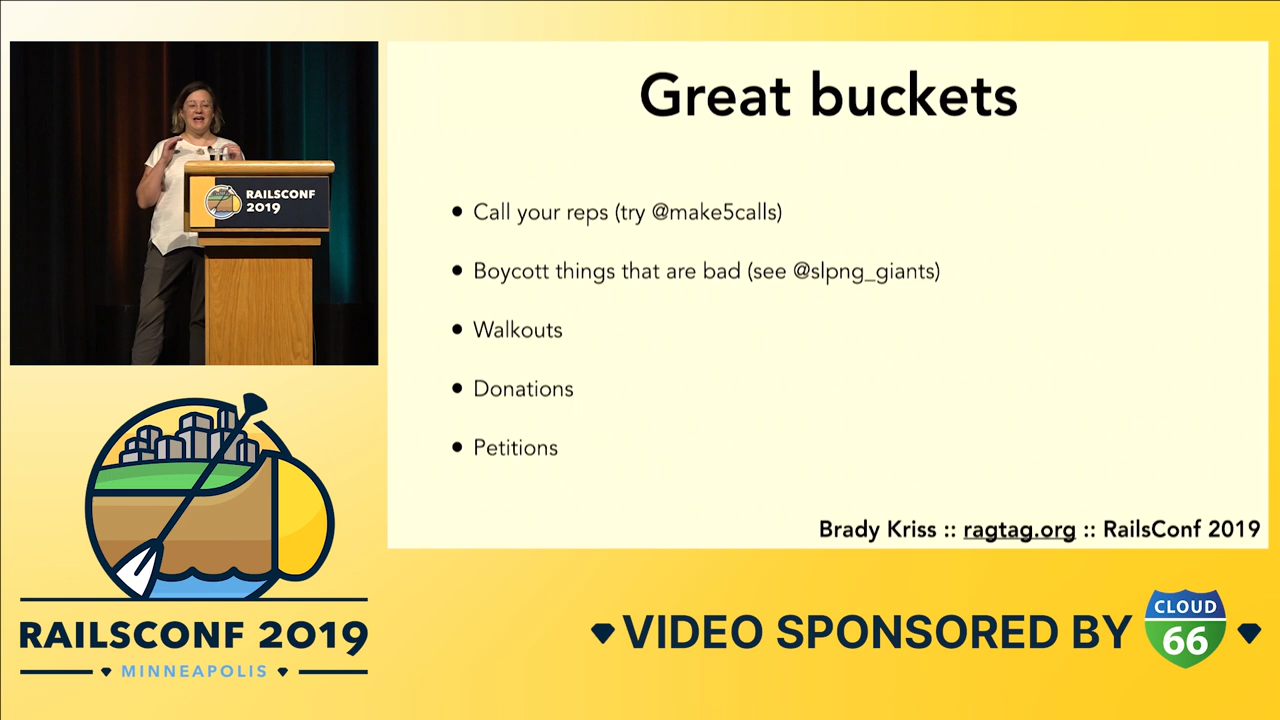 RAILSCONF
2019
Great buckets
• Call your reps (try @make5calls)
• Boycott things that are bad (see @slpng_giants)
• Walkouts
• Donations
• Petitions
Brady Kriss :: ragtag.org :: RailsConf 2019
RAILSCONF 2019
MINNEAPOLIS
VIDEO SPONSORED BY
CLOUD
66